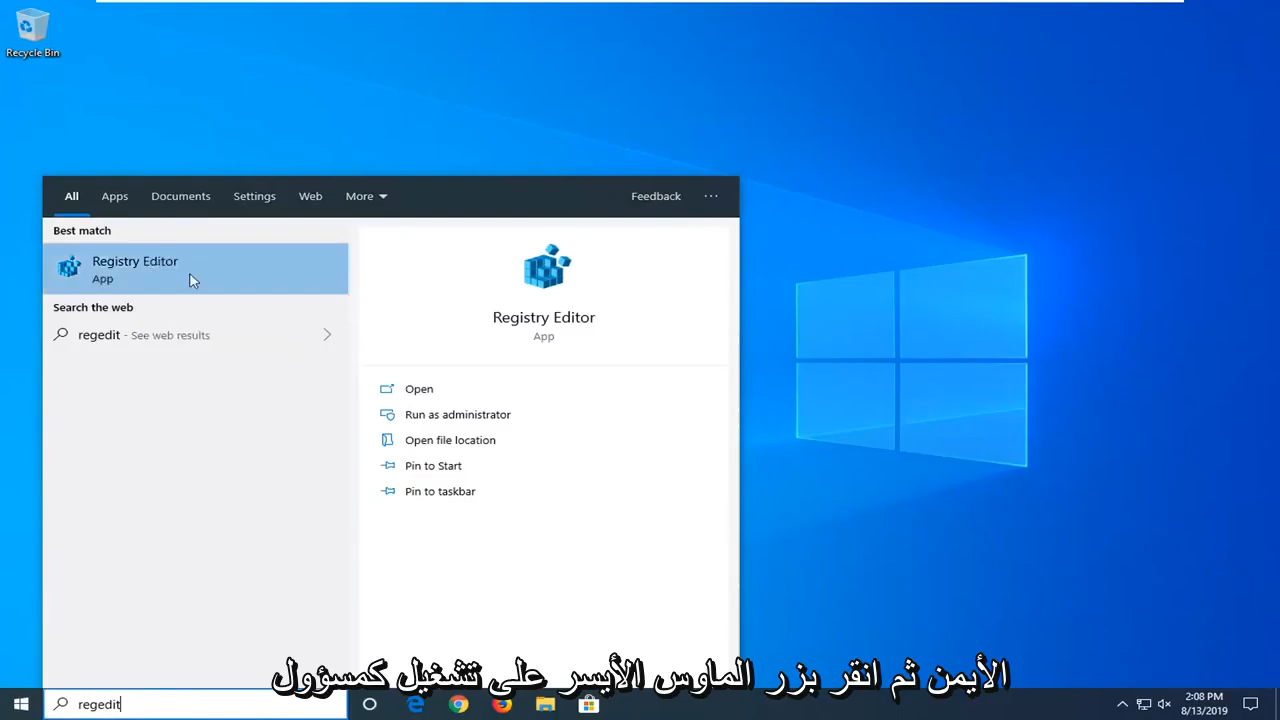 Recycle Bin
All Apps Documents Settings Web More Feedback ...
Best match
Registry Editor
App
Search the web
regedit - See web results
Registry Editor
App
Open
Run as administrator
Open file location
Pin to Start
Pin to taskbar
الأيمن ثم انقر بزر الماوس الأيسر على تشغيل كمسؤول
regedit
2:08 PM
8/13/2019